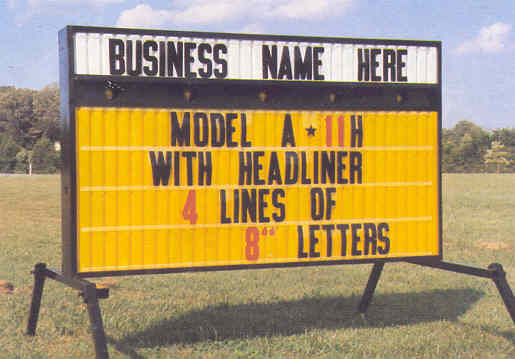 BUSINESS NAME HERE
MODEL A ★ 11H
WITH HEADLINER
4 LINES OF
8" LETTERS